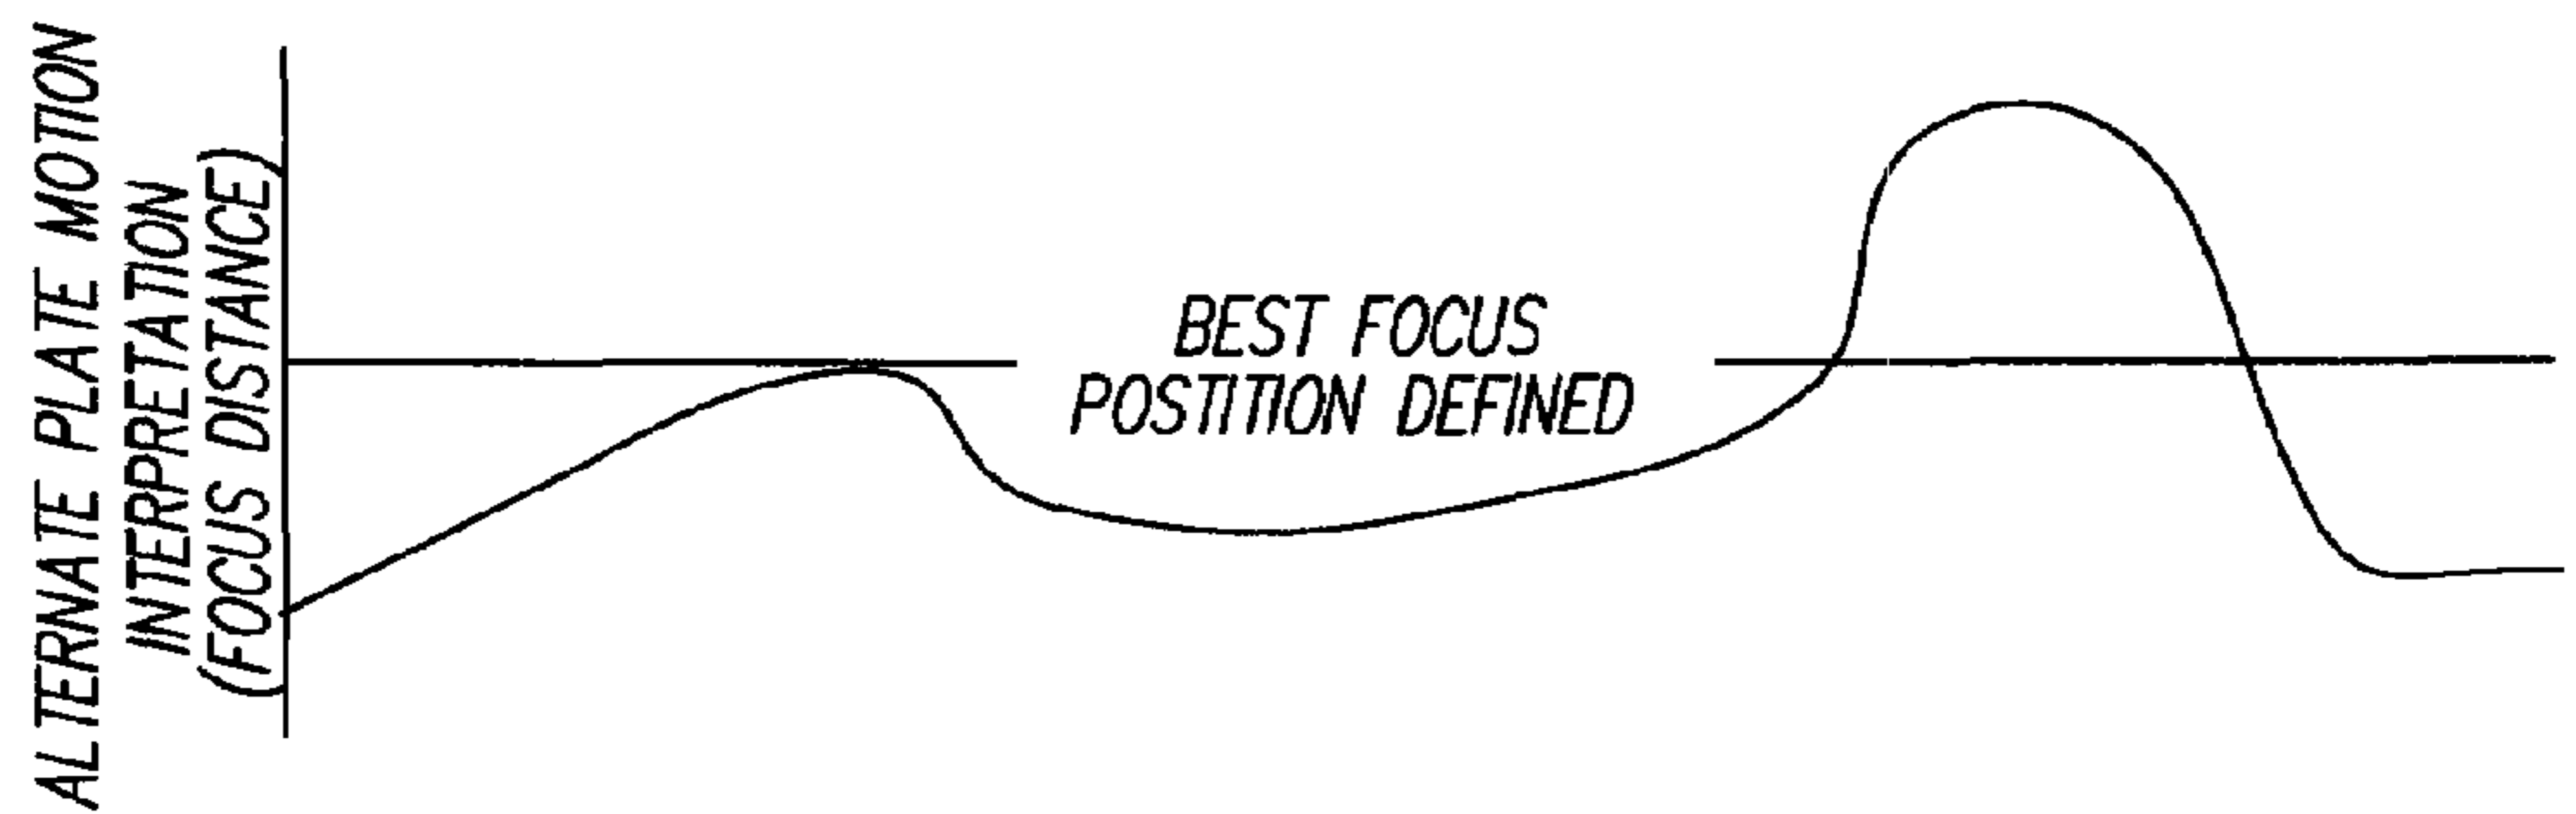 ALTERNATE PLATE MOTION
INTERPRETATION
(FOCUS DISTANCE)
BEST FOCUS
POSTITION DEFINED